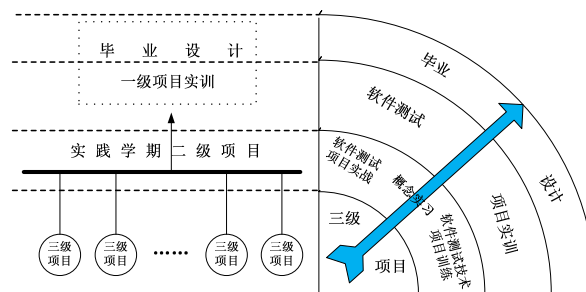 毕业设计
一级项目实训
实践学期二级项目
三级
项目
三级
项目
……
三级
项目
三级
项目
毕业
设计
软件测试
项目实训
软件测试
项目实战
概念实习
软件测试技术
项目训练
三级
项目